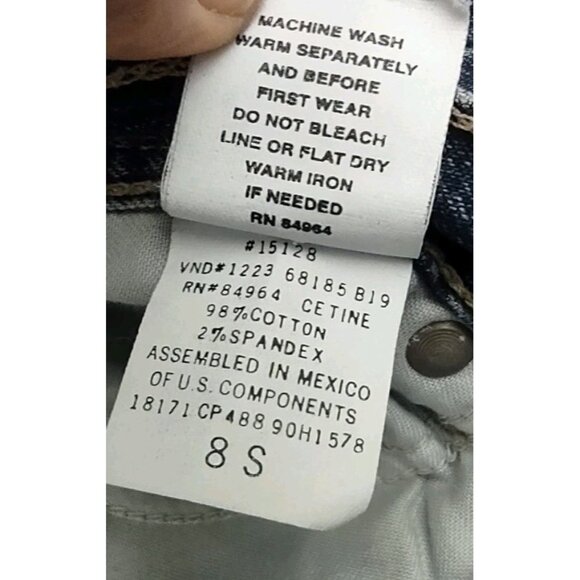 MACHINE WASH
WARM SEPARATELY
AND BEFORE
FIRST WEAR
DO NOT BLEACH
LINE OR FLAT DRY
WARM IRON
IF NEEDED
RN 84964
#15128
VND#1223 68185 B19
RN#84964 CETINE
98%COTTON
2%SPANDEX
ASSEMBLED IN MEXICO
OF U.S. COMPONENTS
18171 CP488 90H1578
8 S